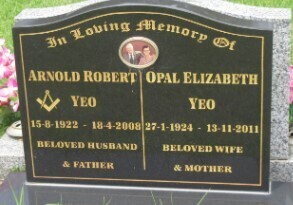 In Loving Memory Of
ARNOLD ROBERT
YEO
15-8-1922 - 18-4-2008
BELOVED HUSBAND
& FATHER
OPAL ELIZABETH
YEO
27-1-1924 - 13-11-2011
BELOVED WIFE
& MOTHER